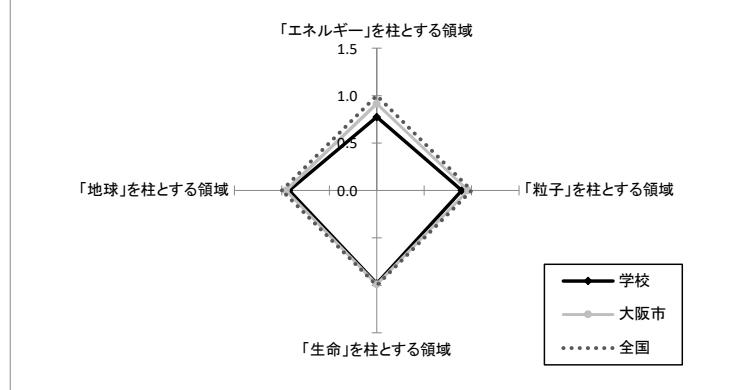 「エネルギー」を柱とする領域
1.5
1.0
0.5
0.0
「地球」を柱とする領域
「粒子」を柱とする領域
「生命」を柱とする領域
学校
大阪市
全国